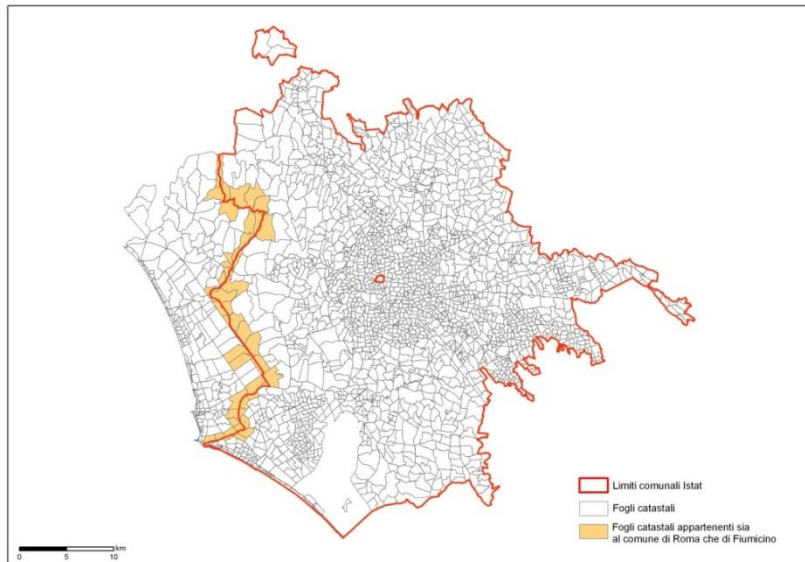 Limiti comunali Istat
Fogli catastali
Fogli catastali appartenenti sia
al comune di Roma che di Fiumicino
km
0 5 10